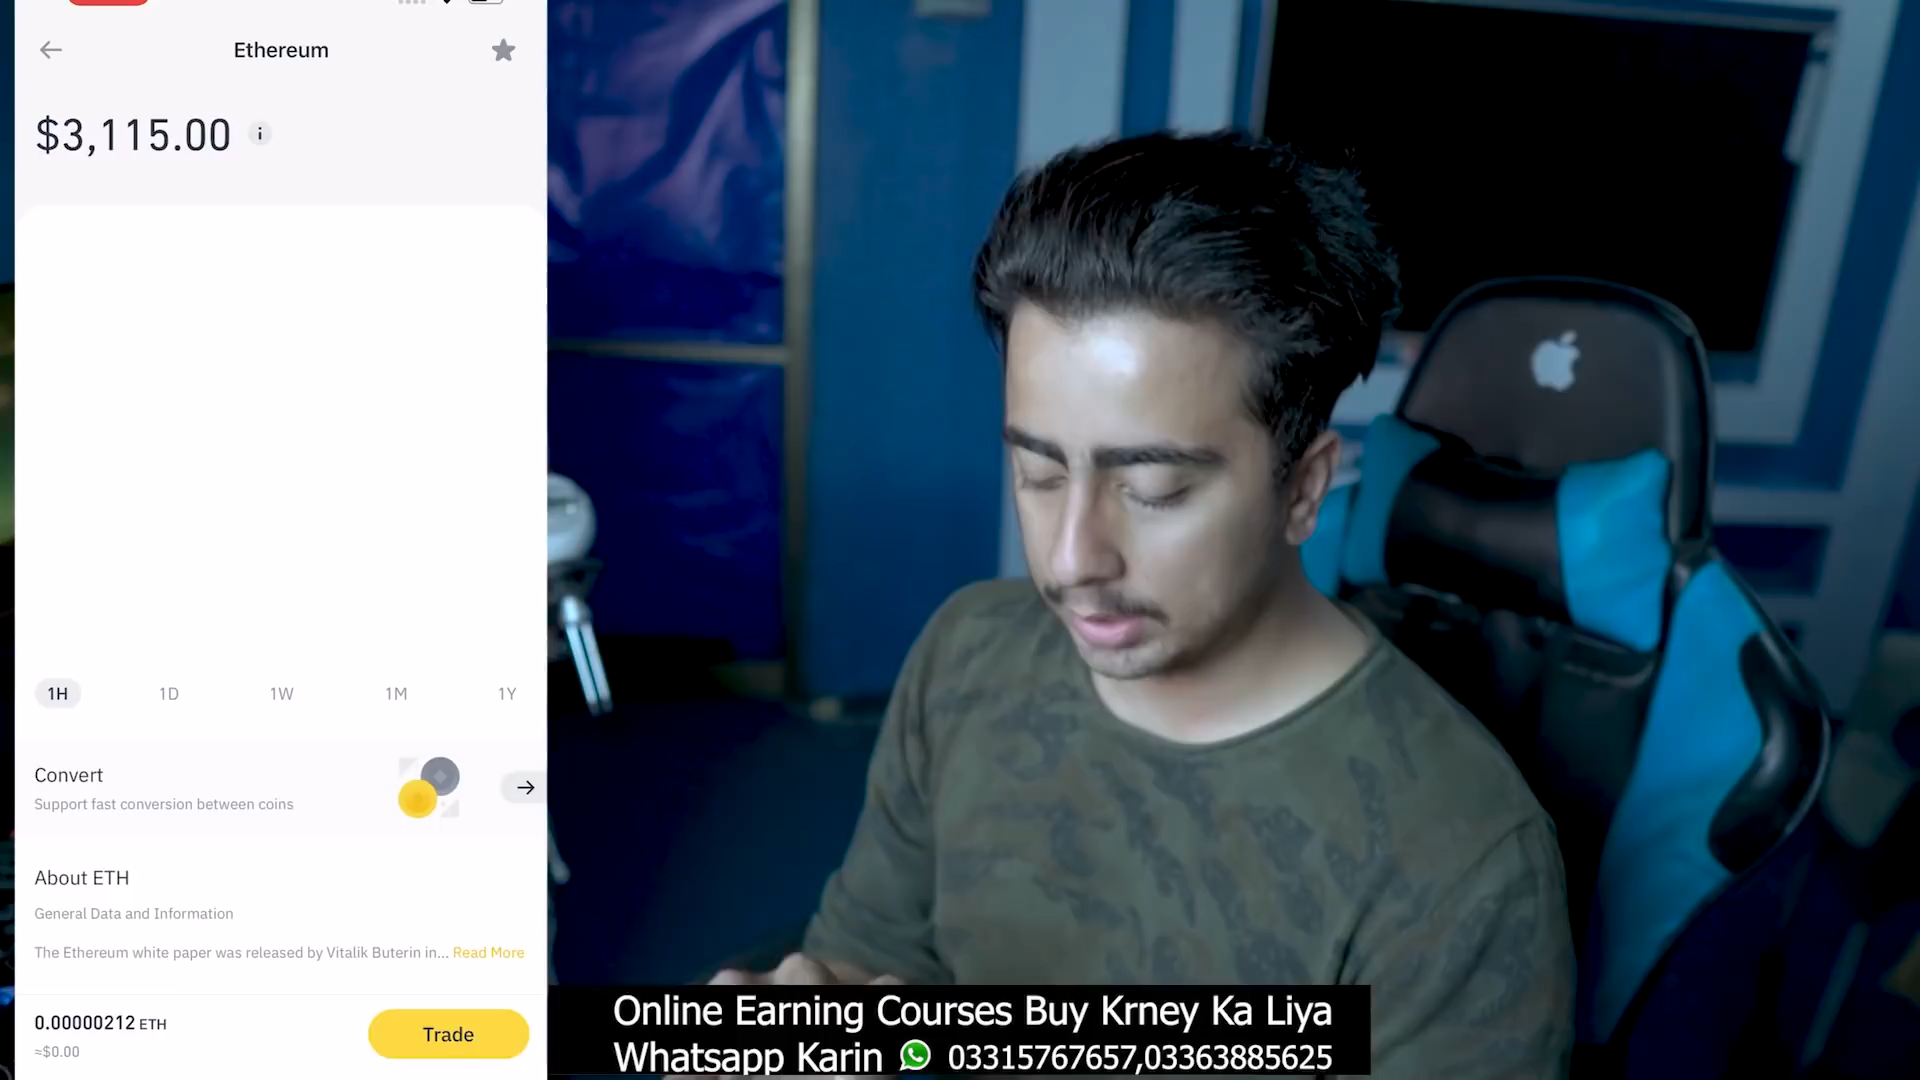 Ethereum
$3,115.00 i
1H 1D 1W 1M 1Y
Convert
Support fast conversion between coins
About ETH
General Data and Information
The Ethereum white paper was released by Vitalik Buterin in... Read More
0.00000212 ETH
≈$0.00
Trade
Online Earning Courses Buy Krney Ka Liya
Whatsapp Karin 03315767657,03363885625